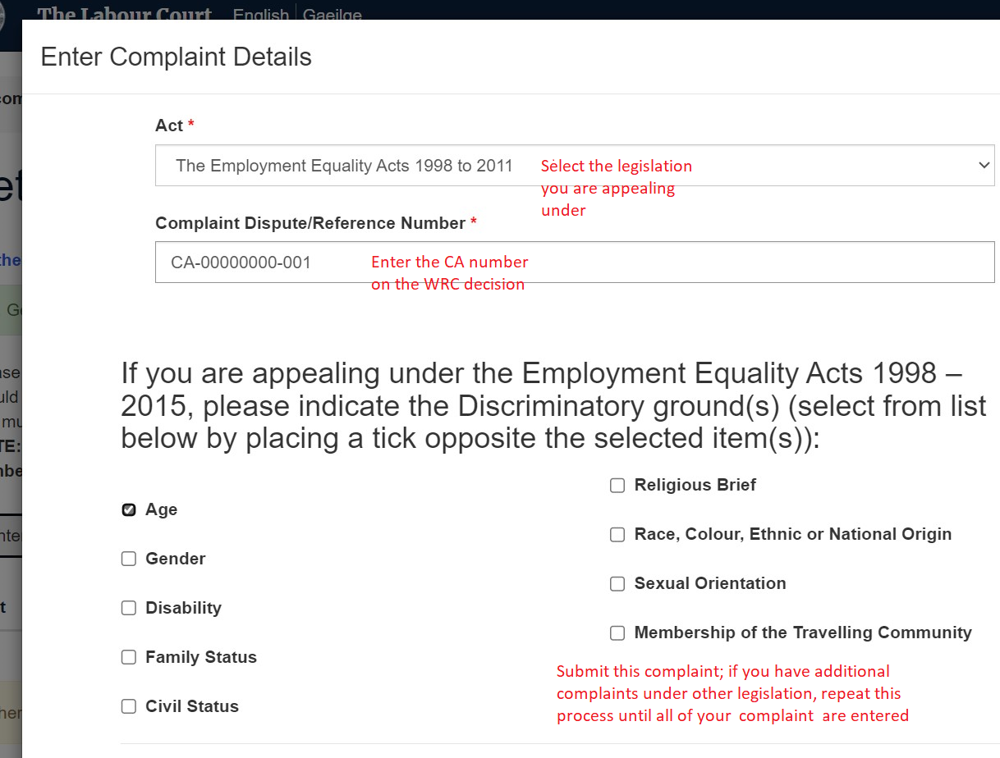 The Labour Court English Gaeilge
Enter Complaint Details
Act *
The Employment Equality Acts 1998 to 2011
Select the legislation
you are appealing
under
Complaint Dispute/Reference Number *
CA-00000000-001
Enter the CA number
on the WRC decision
If you are appealing under the Employment Equality Acts 1998 –
2015, please indicate the Discriminatory ground(s) (select from list
below by placing a tick opposite the selected item(s)):
Age
Gender
Disability
Family Status
Civil Status
Religious Brief
Race, Colour, Ethnic or National Origin
Sexual Orientation
Membership of the Travelling Community
Submit this complaint; if you have additional
complaints under other legislation, repeat this
process until all of your complaint are entered